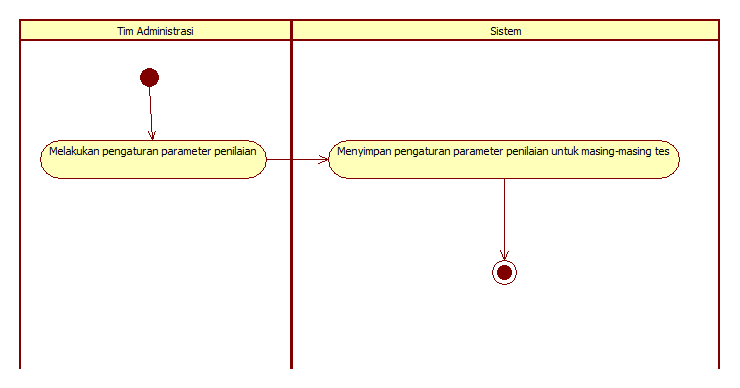 Tim Administrasi
Sistem
Melakukan pengaturan parameter penilaian
Menyimpan pengaturan parameter penilaian untuk masing-masing tes